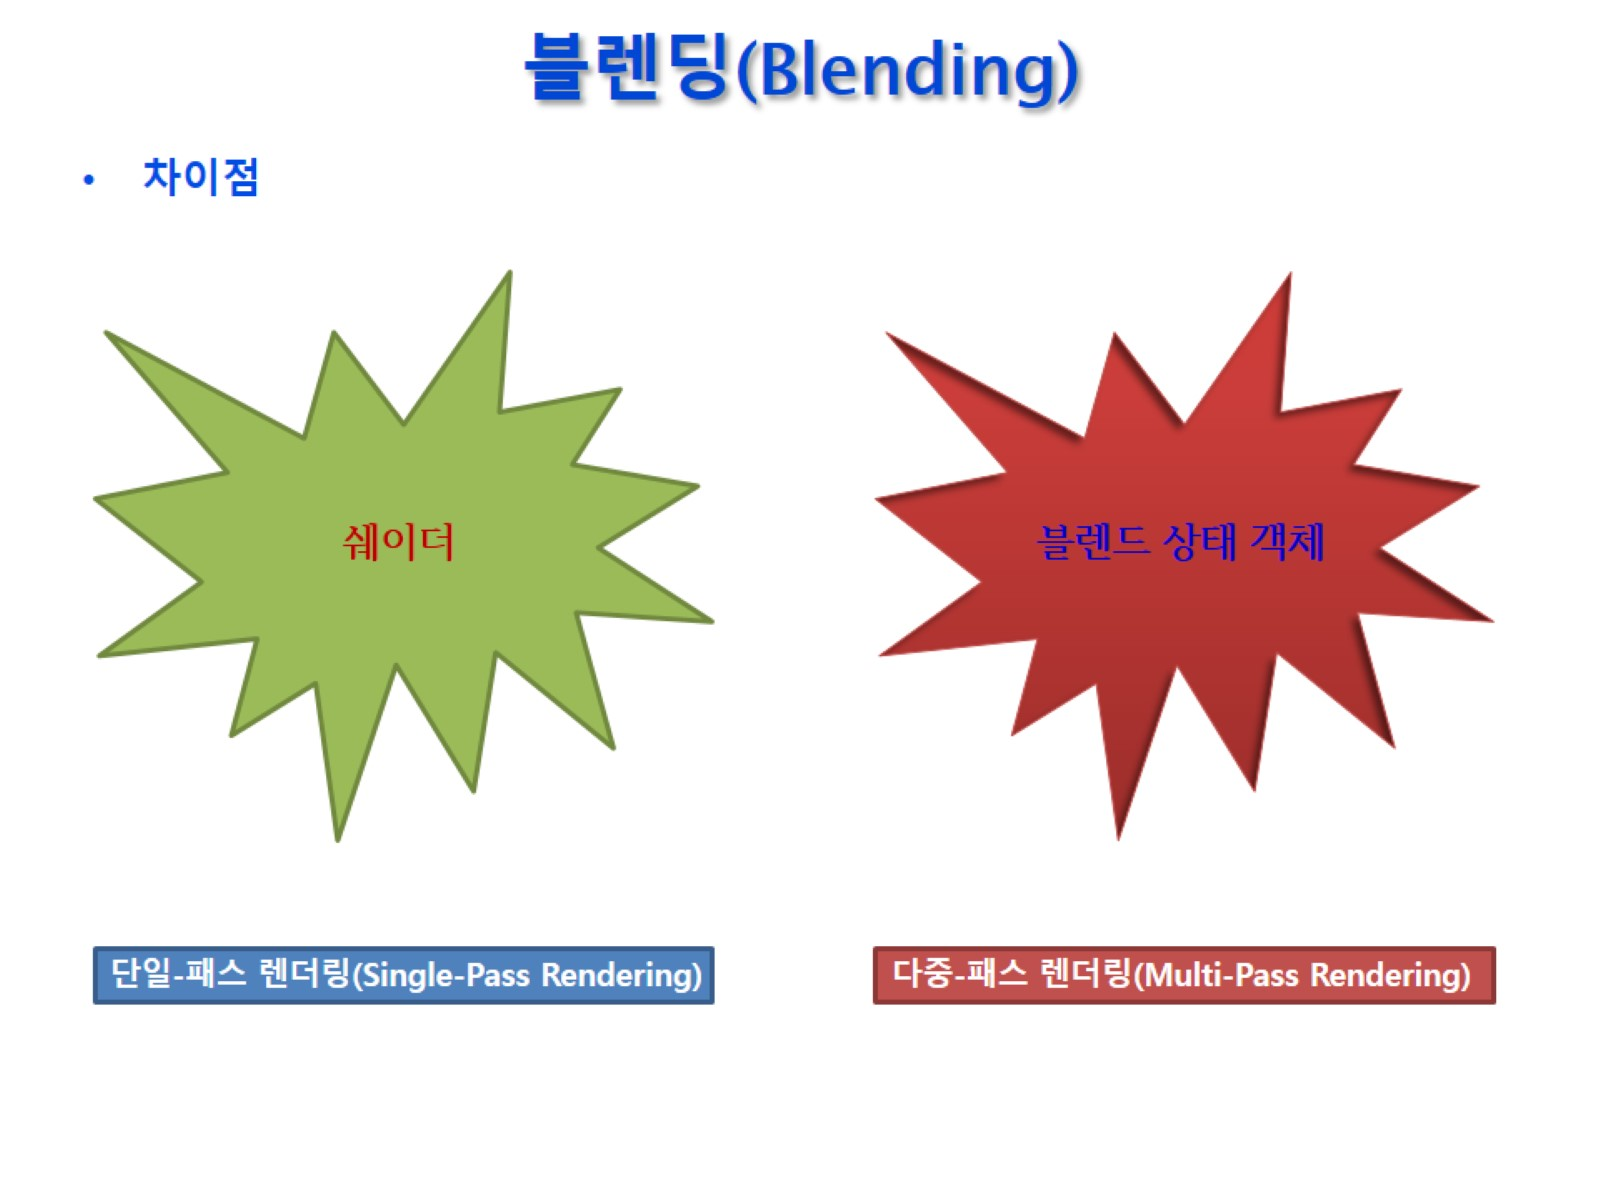 블렌딩(Blending)
• 차이점
쉐이더
블렌드 상태 객체
단일-패스 렌더링(Single-Pass Rendering)
다중-패스 렌더링(Multi-Pass Rendering)